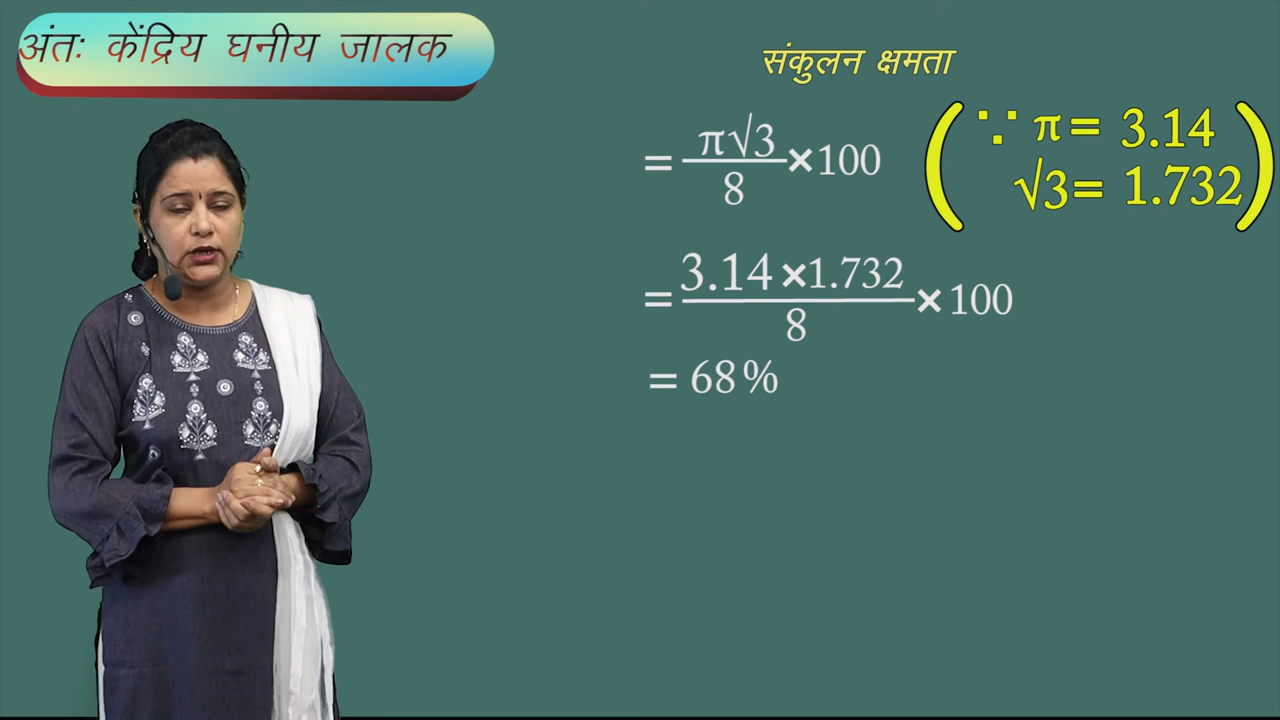 अंतः केंद्रिय घनीय जालक
संकुलन क्षमता
= π√3/8 ×100
(∵ π = 3.14
√3 = 1.732)
= 3.14 × 1.732/8 × 100
= 68%